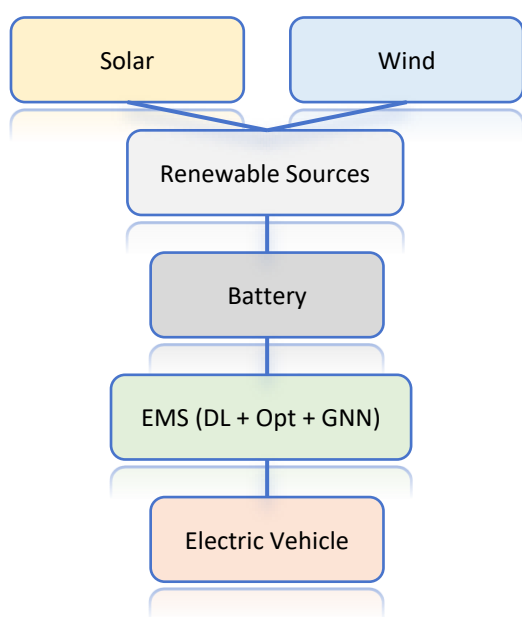 Solar
Wind
Renewable Sources
Battery
EMS (DL + Opt + GNN)
Electric Vehicle